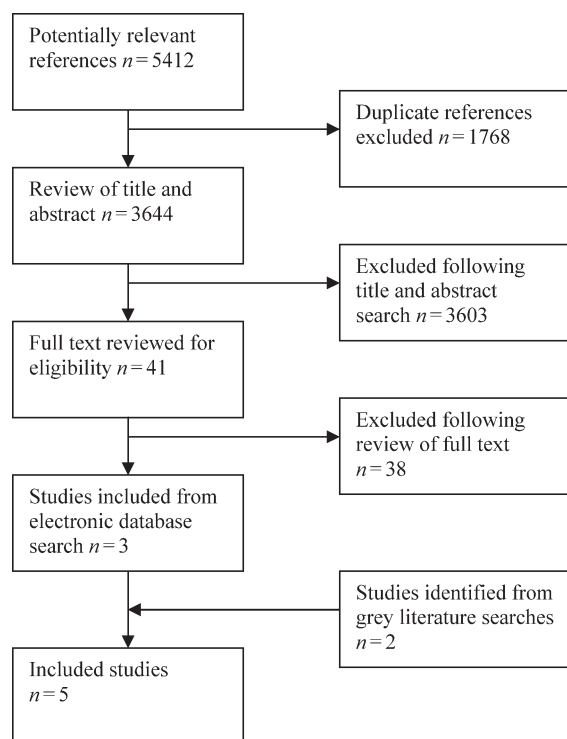 Potentially relevant
references n=5412
Duplicate references
excluded n=1768
Review of title and
abstract n=3644
Excluded following
title and abstract
search n=3603
Full text reviewed for
eligibility n=41
Excluded following
review of full text
n=38
Studies included from
electronic database
search n=3
Studies identified from
grey literature searches
n=2
Included studies
n=5